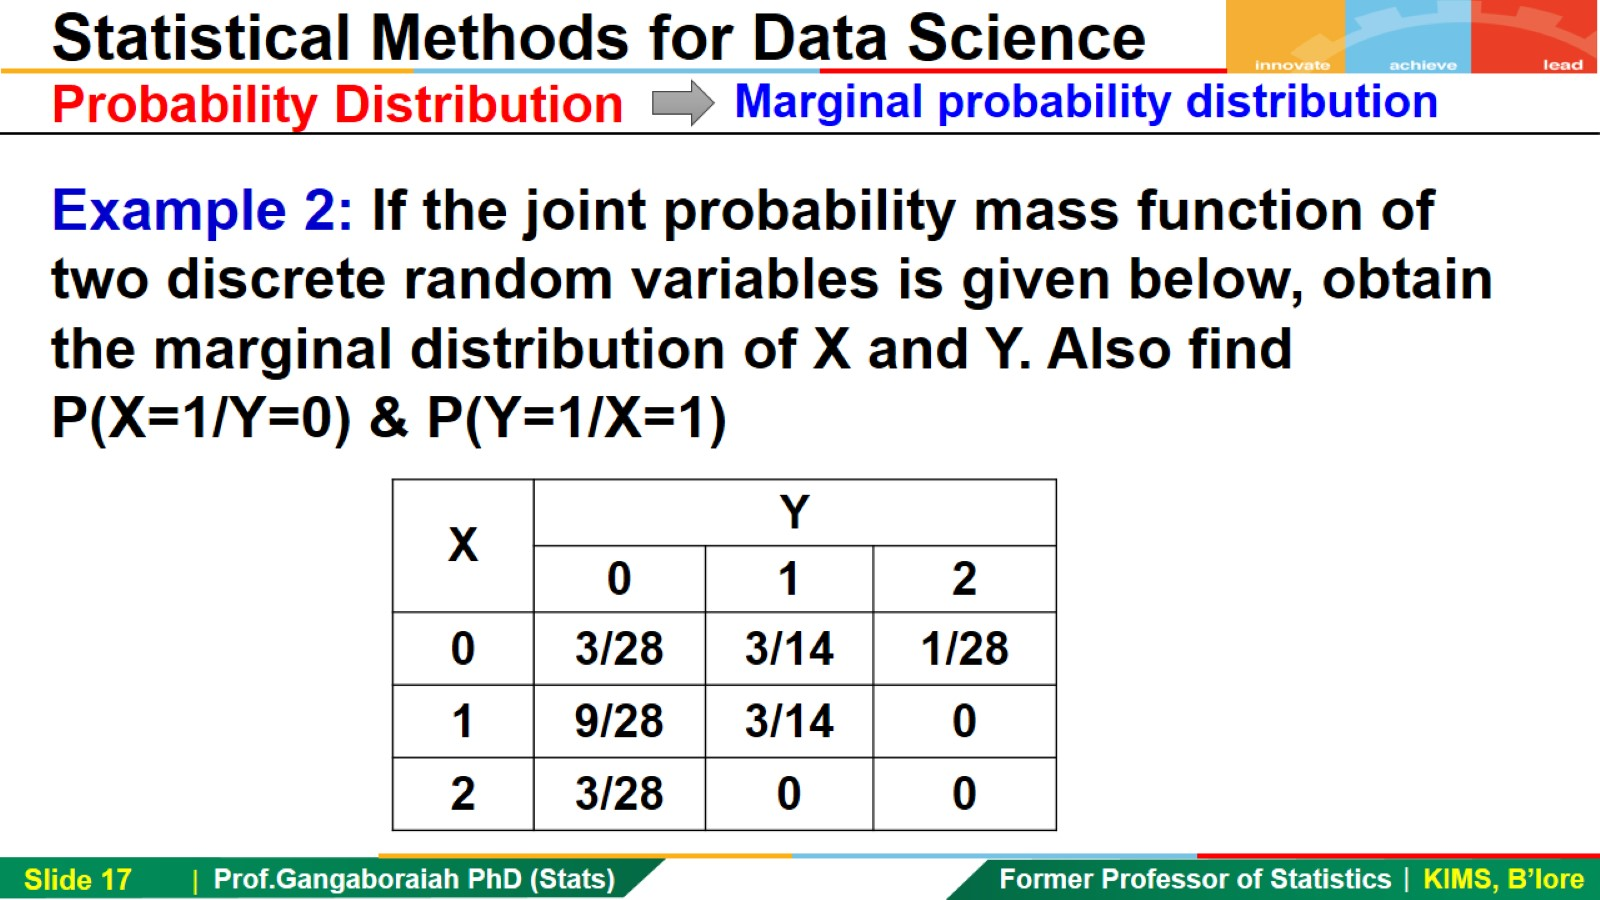 Statistical Methods for Data Science
innovate achieve lead
Probability Distribution Marginal probability distribution
Example 2: If the joint probability mass function of
two discrete random variables is given below, obtain
the marginal distribution of X and Y. Also find
P(X=1/Y=0) & P(Y=1/X=1)
X Y
0 1 2
0 3/28 3/14 1/28
1 9/28 3/14 0
2 3/28 0 0
Slide 17 | Prof.Gangaboraiah PhD (Stats) Former Professor of Statistics | KIMS, B’lore